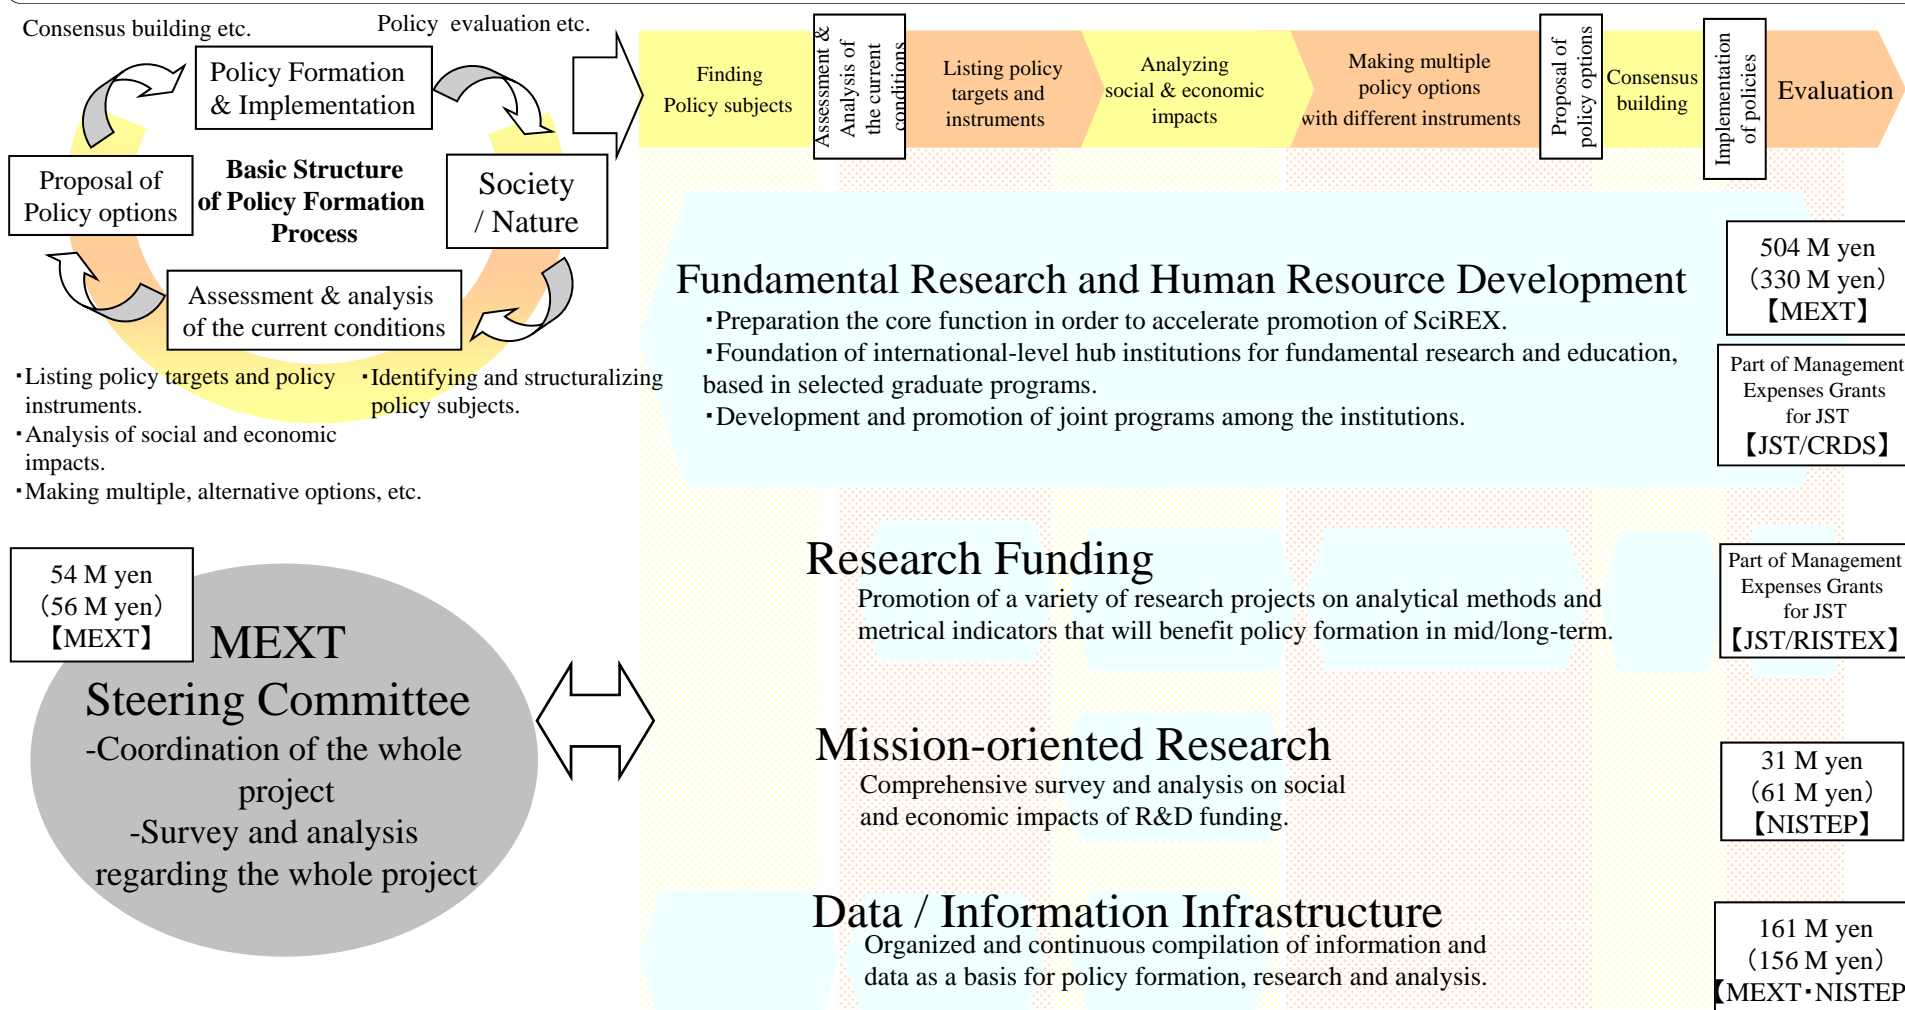 Consensus building etc.
Policy evaluation etc.
Policy Formation
& Implementation
Proposal of
Policy options
Basic Structure
of Policy Formation
Process
Society
/ Nature
Assessment & analysis
of the current conditions
・Listing policy targets and policy
instruments.
・Analysis of social and economic
impacts.
・Making multiple, alternative options, etc.
・Identifying and structuralizing
policy subjects.
Finding
Policy subjects
Assessment &
Analysis of
the current
conditions
Listing policy
targets and
instruments
Analyzing
social & economic
impacts
Making multiple
policy options
with different instruments
Proposal of
policy options
Consensus
building
Implementation
of policies
Evaluation
Fundamental Research and Human Resource Development
・Preparation the core function in order to accelerate promotion of SciREX.
・Foundation of international-level hub institutions for fundamental research and education,
based in selected graduate programs.
・Development and promotion of joint programs among the institutions.
504 M yen
（330 M yen）
【MEXT】
Part of Management
Expenses Grants
for JST
【JST/CRDS】
Research Funding
Promotion of a variety of research projects on analytical methods and
metrical indicators that will benefit policy formation in mid/long-term.
Part of Management
Expenses Grants
for JST
【JST/RISTEX】
54 M yen
（56 M yen）
【MEXT】
MEXT
Steering Committee
-Coordination of the whole
project
-Survey and analysis
regarding the whole project
Mission-oriented Research
Comprehensive survey and analysis on social
and economic impacts of R&D funding.
31 M yen
（61 M yen）
【NISTEP】
Data / Information Infrastructure
Organized and continuous compilation of information and
data as a basis for policy formation, research and analysis.
161 M yen
（156 M yen）
【MEXT・NISTEP